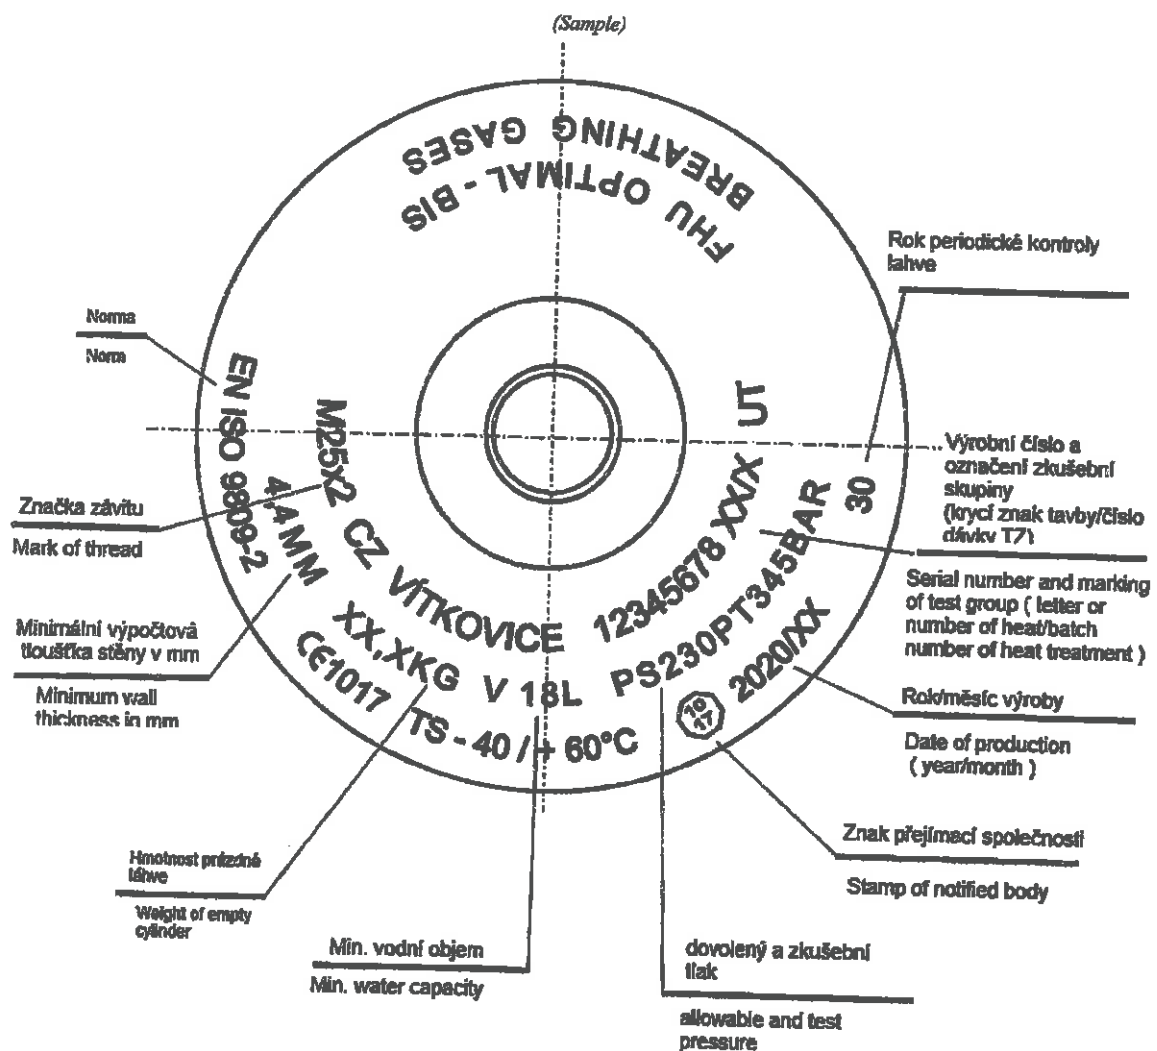 (Sample)
BREATHING GASES
FHU OPTIMAL - BIS
Rok periodické kontroly
lahve
Norma
Norm
EN ISO 9809-2
M25x2 CZ VÍTKOVICE 12345678 XX/X UT
4,4MM XX,XKG V 18L PS230PT345BAR
30
CE1017 TS - 40 / + 60°C
10
17
2020/XX
Výrobní číslo a
označení zkušební
skupiny
(krycí znak tavby/číslo
dávky TZ)
Serial number and marking
of test group ( letter or
number of heat/batch
number of heat treatment )
Značka závitu
Mark of thread
Minimální výpočtová
tloušťka stěny v mm
Minimum wall
thickness in mm
Rok/měsíc výroby
Date of production
( year/month )
Znak přejímací společnosti
Stamp of notified body
Hmotnost prázdné
láhve
Weight of empty
cylinder
Min. vodní objem
Min. water capacity
dovolený a zkušební
tlak
allowable and test
pressure